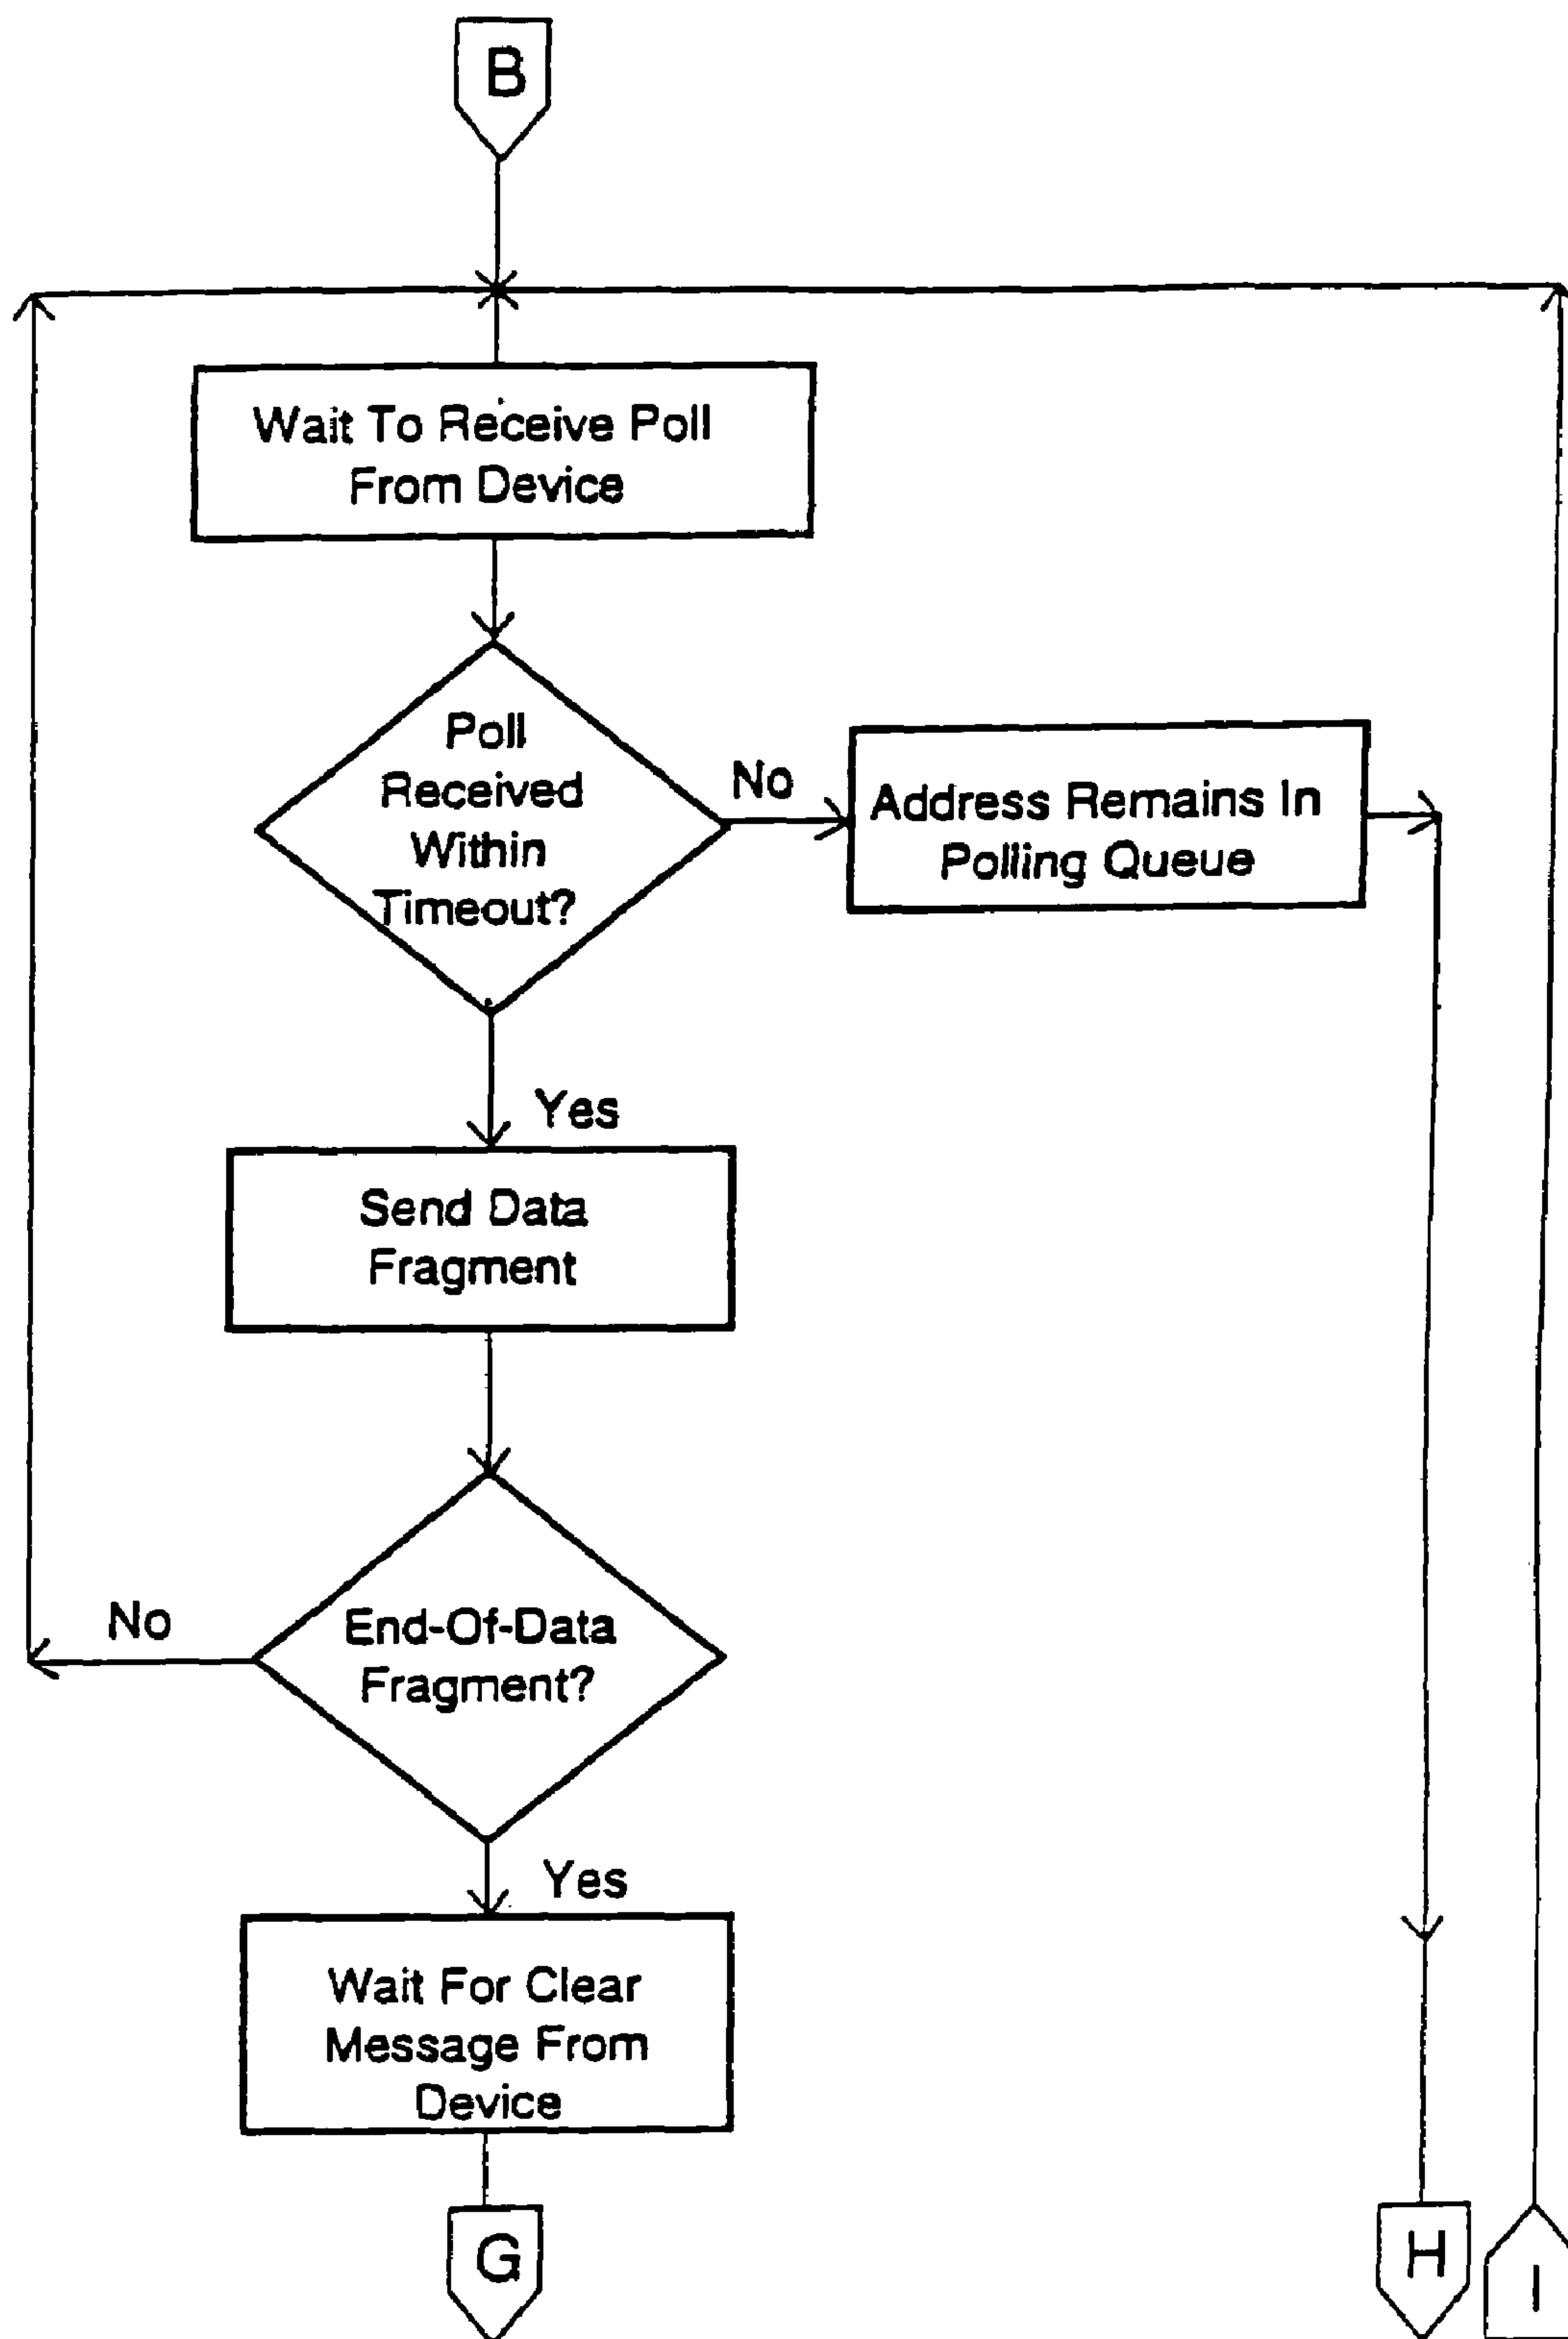 B
Wait To Receive Poll
From Device
Poll
Received
Within
Timeout?
No
Address Remains In
Polling Queue
Yes
Send Data
Fragment
No
End-Of-Data
Fragment?
Yes
Wait For Clear
Message From
Device
G
H
I